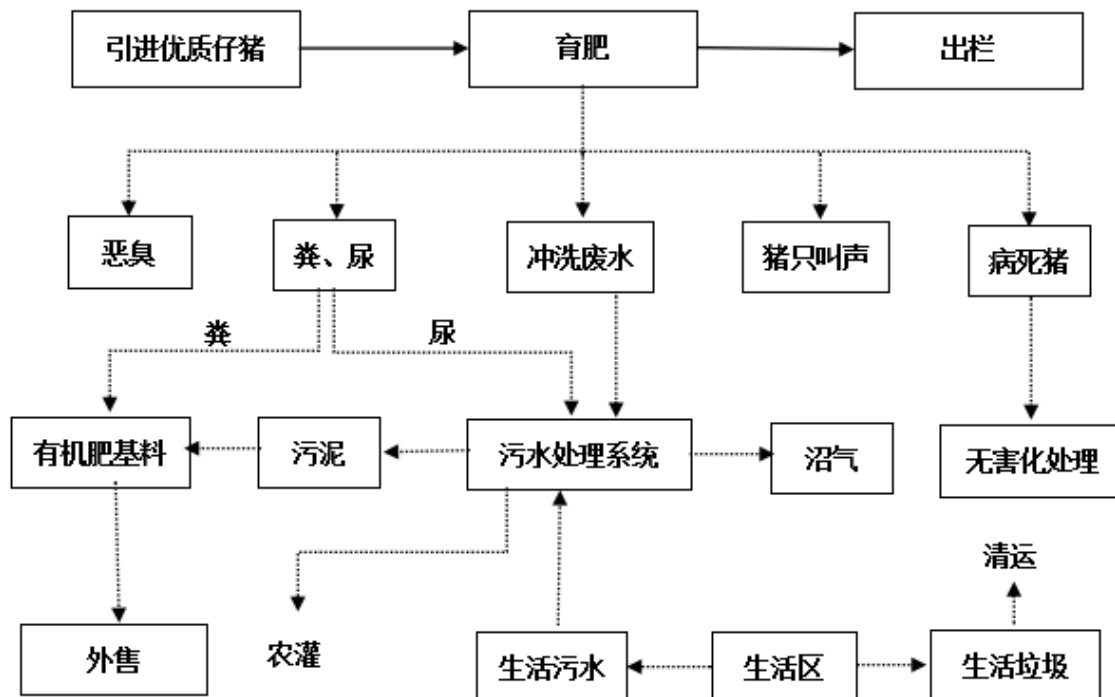 引进优质仔猪
育肥
出栏
恶臭
粪、尿
冲洗废水
猪只叫声
病死猪
粪
尿
有机肥基料
污泥
污水处理系统
沼气
无害化处理
清运
外售
农灌
生活污水
生活区
生活垃圾